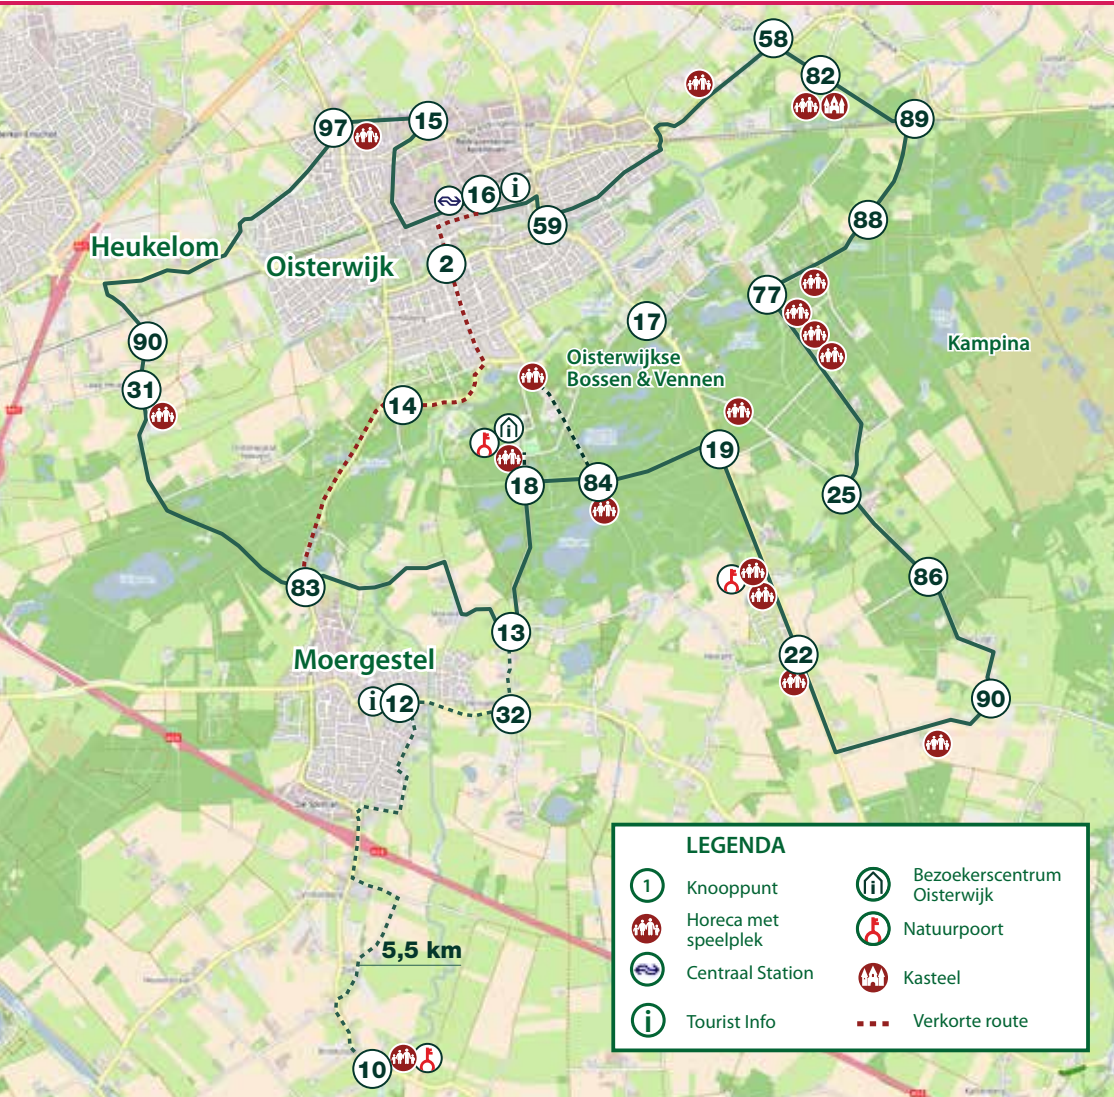 58
82
89
97
15
16
i
59
88
Heukelom
Oisterwijk
2
77
17
90
Kampina
Oisterwijkse
Bossen & Vennen
31
14
i
19
18
84
25
83
86
13
Moergestel
22
i
12
32
90
5,5 km
10
LEGENDA
1
Knooppunt
Horeca met
speelplek
Centraal Station
i
Tourist Info
i
Bezoekerscentrum
Oisterwijk
Natuurpoort
Kasteel
Verkorte route